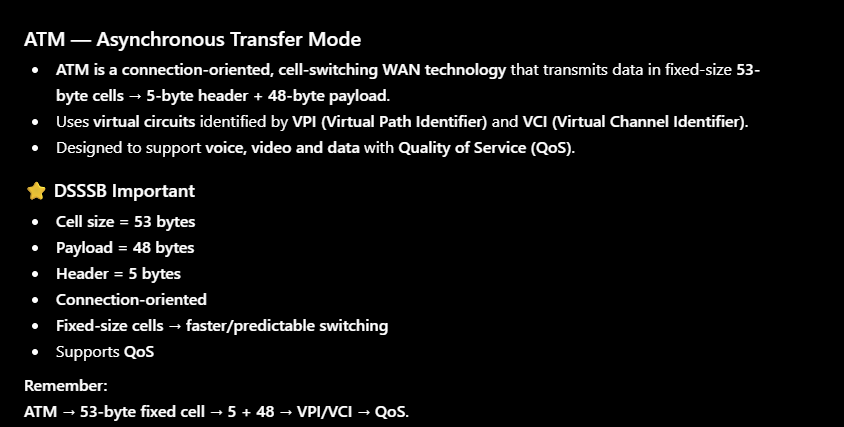 ATM — Asynchronous Transfer Mode
• ATM is a connection-oriented, cell-switching WAN technology that transmits data in fixed-size 53-
byte cells → 5-byte header + 48-byte payload.
• Uses virtual circuits identified by VPI (Virtual Path Identifier) and VCI (Virtual Channel Identifier).
• Designed to support voice, video and data with Quality of Service (QoS).
⭐ DSSSB Important
• Cell size = 53 bytes
• Payload = 48 bytes
• Header = 5 bytes
• Connection-oriented
• Fixed-size cells → faster/predictable switching
• Supports QoS
Remember:
ATM → 53-byte fixed cell → 5 + 48 → VPI/VCI → QoS.